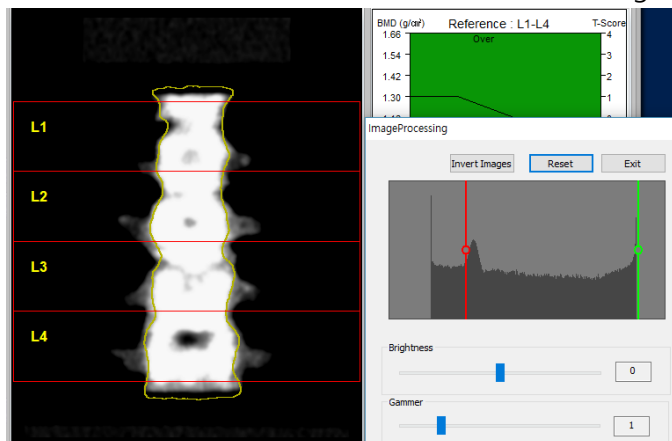 BMD (g/cm²) Reference : L1-L4 T-Score
Over
1.66
1.54
1.42
1.30
4
3
2
1
L1
L2
L3
L4
ImageProcessing
Invert Images Reset Exit
Brightness
0
Gammer
1